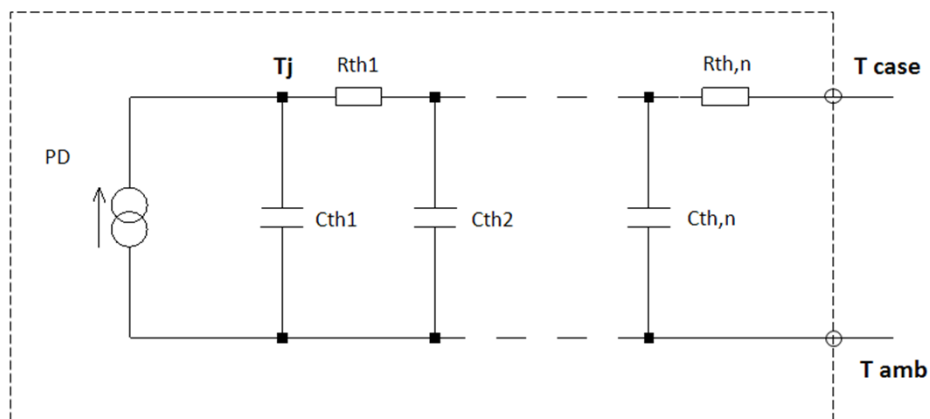 Tj
Rth1
Rth,n
T case
PD
Cth1
Cth2
Cth,n
T amb